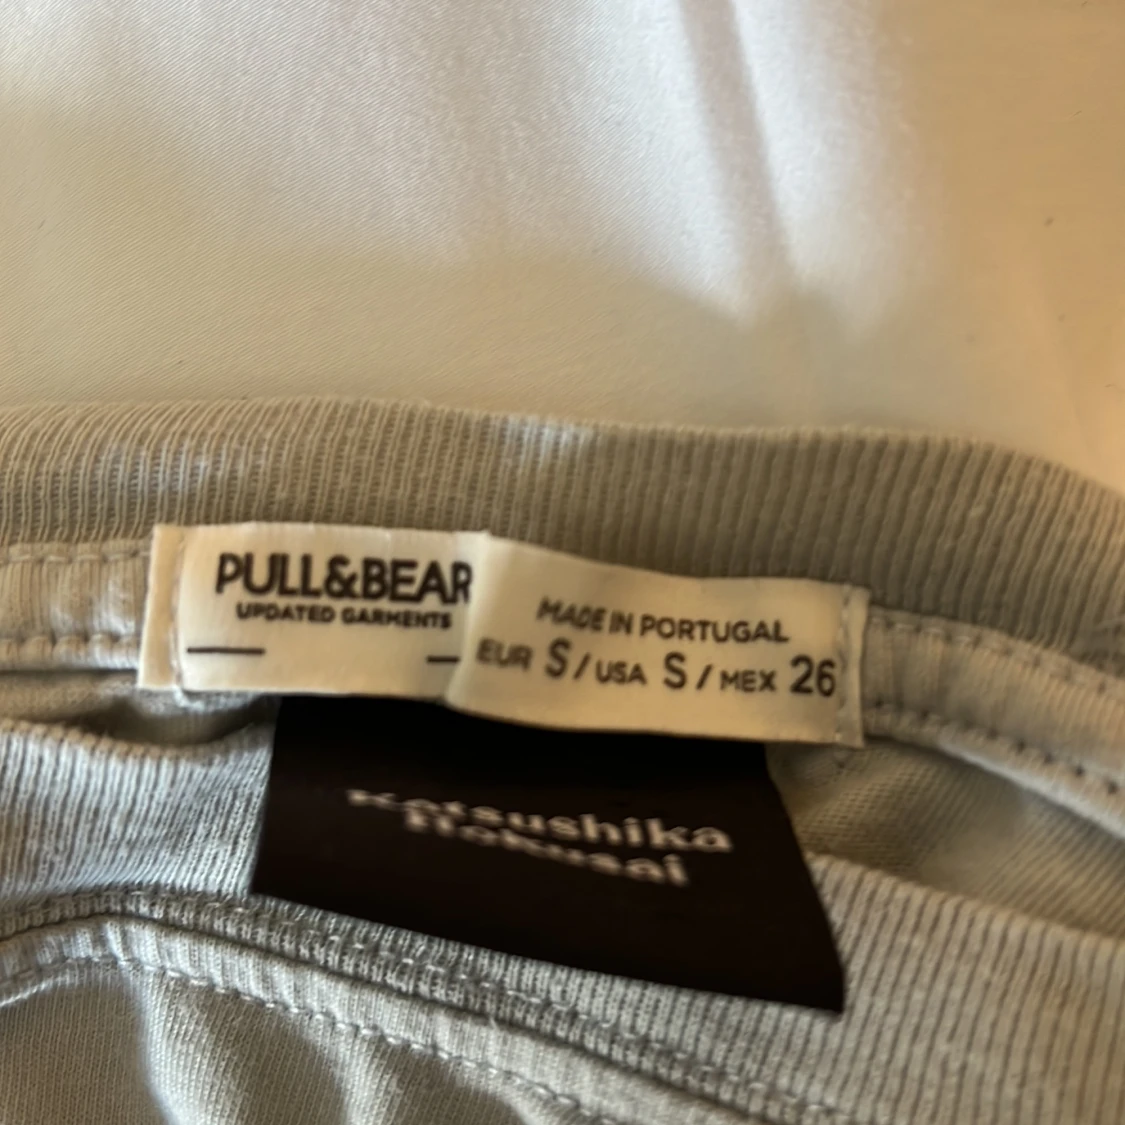 PULL&BEAR
UPDATED GARMENTS
MADE IN PORTUGAL
EUR S / USA S / MEX 26
Katsushika
Hokusai